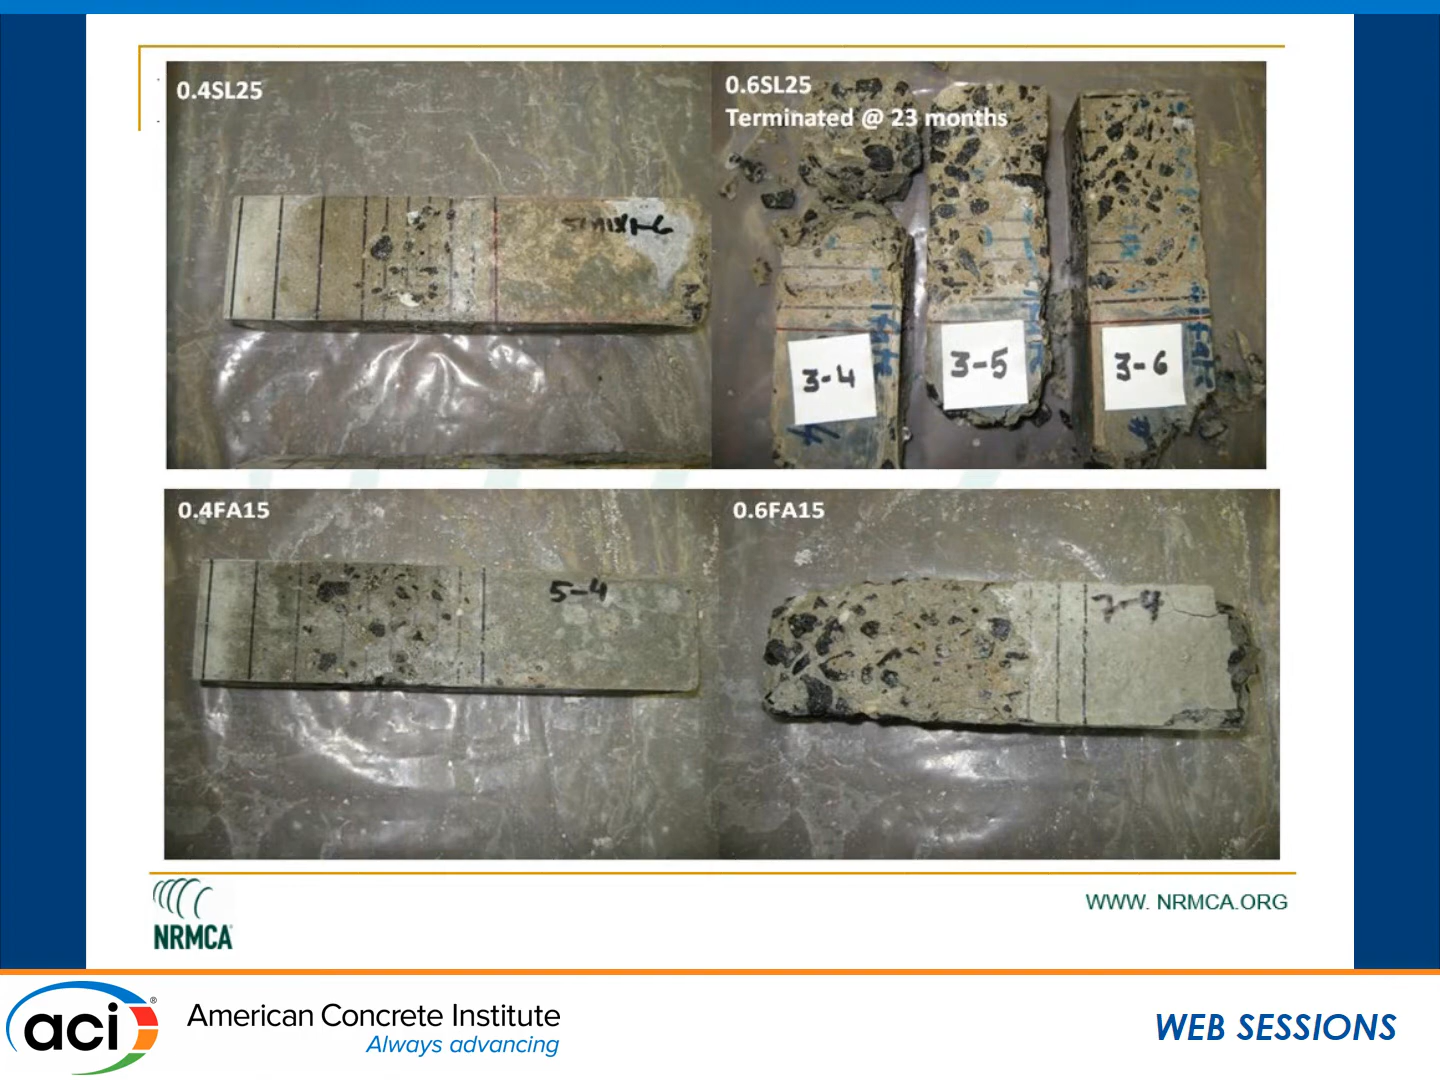 0.4SL25
0.6SL25
Terminated @ 23 months
3-4
3-5
3-6
0.4FA15
0.6FA15
5-4
7-4
NRMCA
WWW. NRMCA.ORG
aci®
American Concrete Institute
Always advancing
WEB SESSIONS